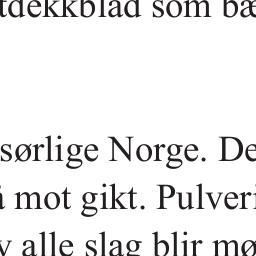 tdekkblad som bæ
sørlige Norge. De
å mot gikt. Pulveri
v alle slag blir mø